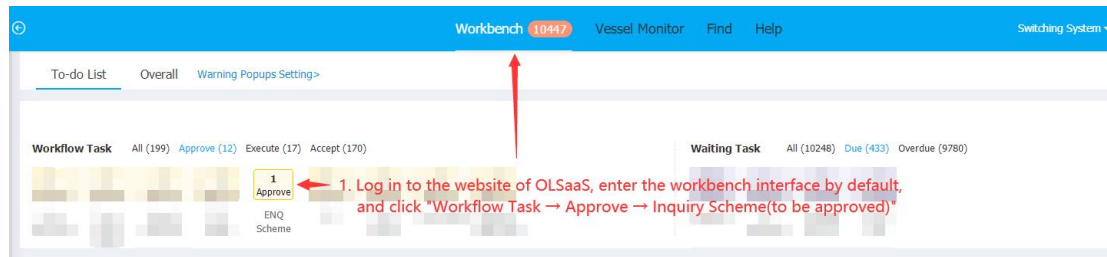 Workbench 10447 Vessel Monitor Find Help Switching System
To-do List Overall Warning Popups Setting>
Workflow Task All (199) Approve (12) Execute (17) Accept (170) Waiting Task All (10248) Due (433) Overdue (9780)
1
Approve
ENQ
Scheme
1. Log in to the website of OLSaaS, enter the workbench interface by default,
and click "Workflow Task → Approve → Inquiry Scheme(to be approved)"